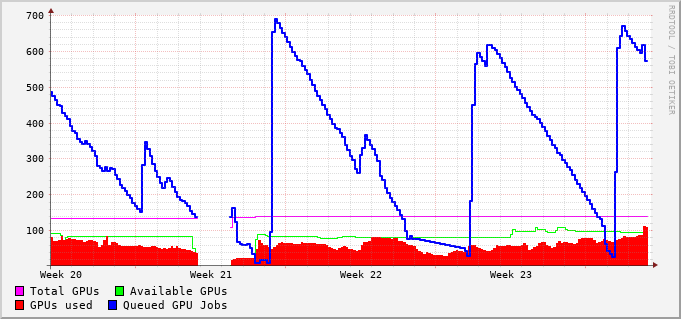 700
600
500
400
300
200
100
Week 20 Week 21 Week 22 Week 23
Total GPUs Available GPUs
GPUs used Queued GPU Jobs
RRDTOOL / TOBI OETIKER